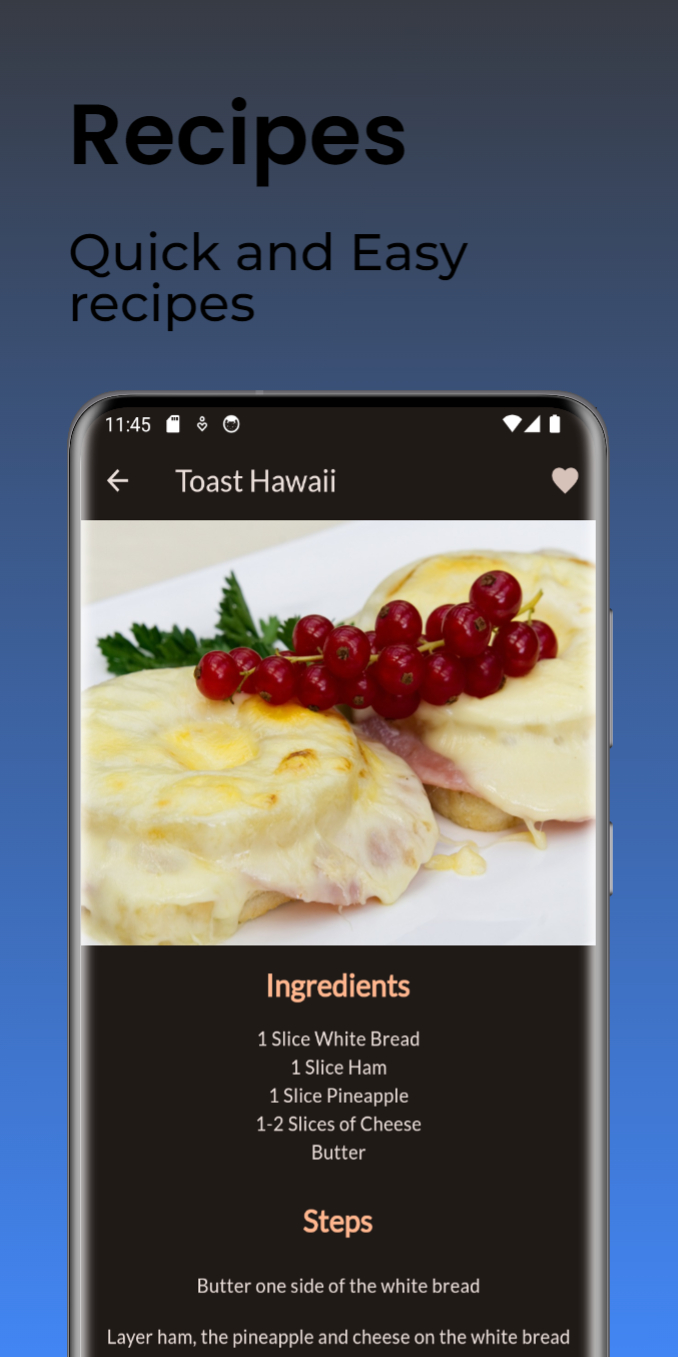 Recipes
Quick and Easy
recipes
11:45
Toast Hawaii
Ingredients
1 Slice White Bread
1 Slice Ham
1 Slice Pineapple
1-2 Slices of Cheese
Butter
Steps
Butter one side of the white bread
Layer ham, the pineapple and cheese on the white bread